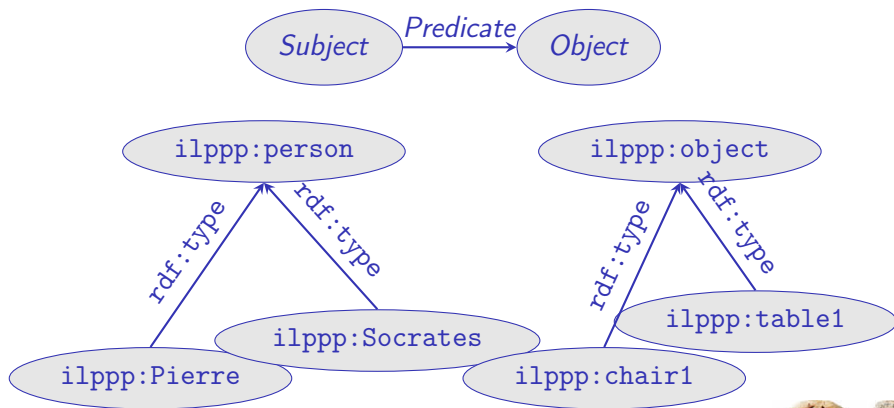 Predicate
Subject
Object
ilppp:person
ilppp:object
rdf:type
rdf:type
rdf:type
rdf:type
ilppp:Socrates
ilppp:table1
ilppp:Pierre
ilppp:chair1